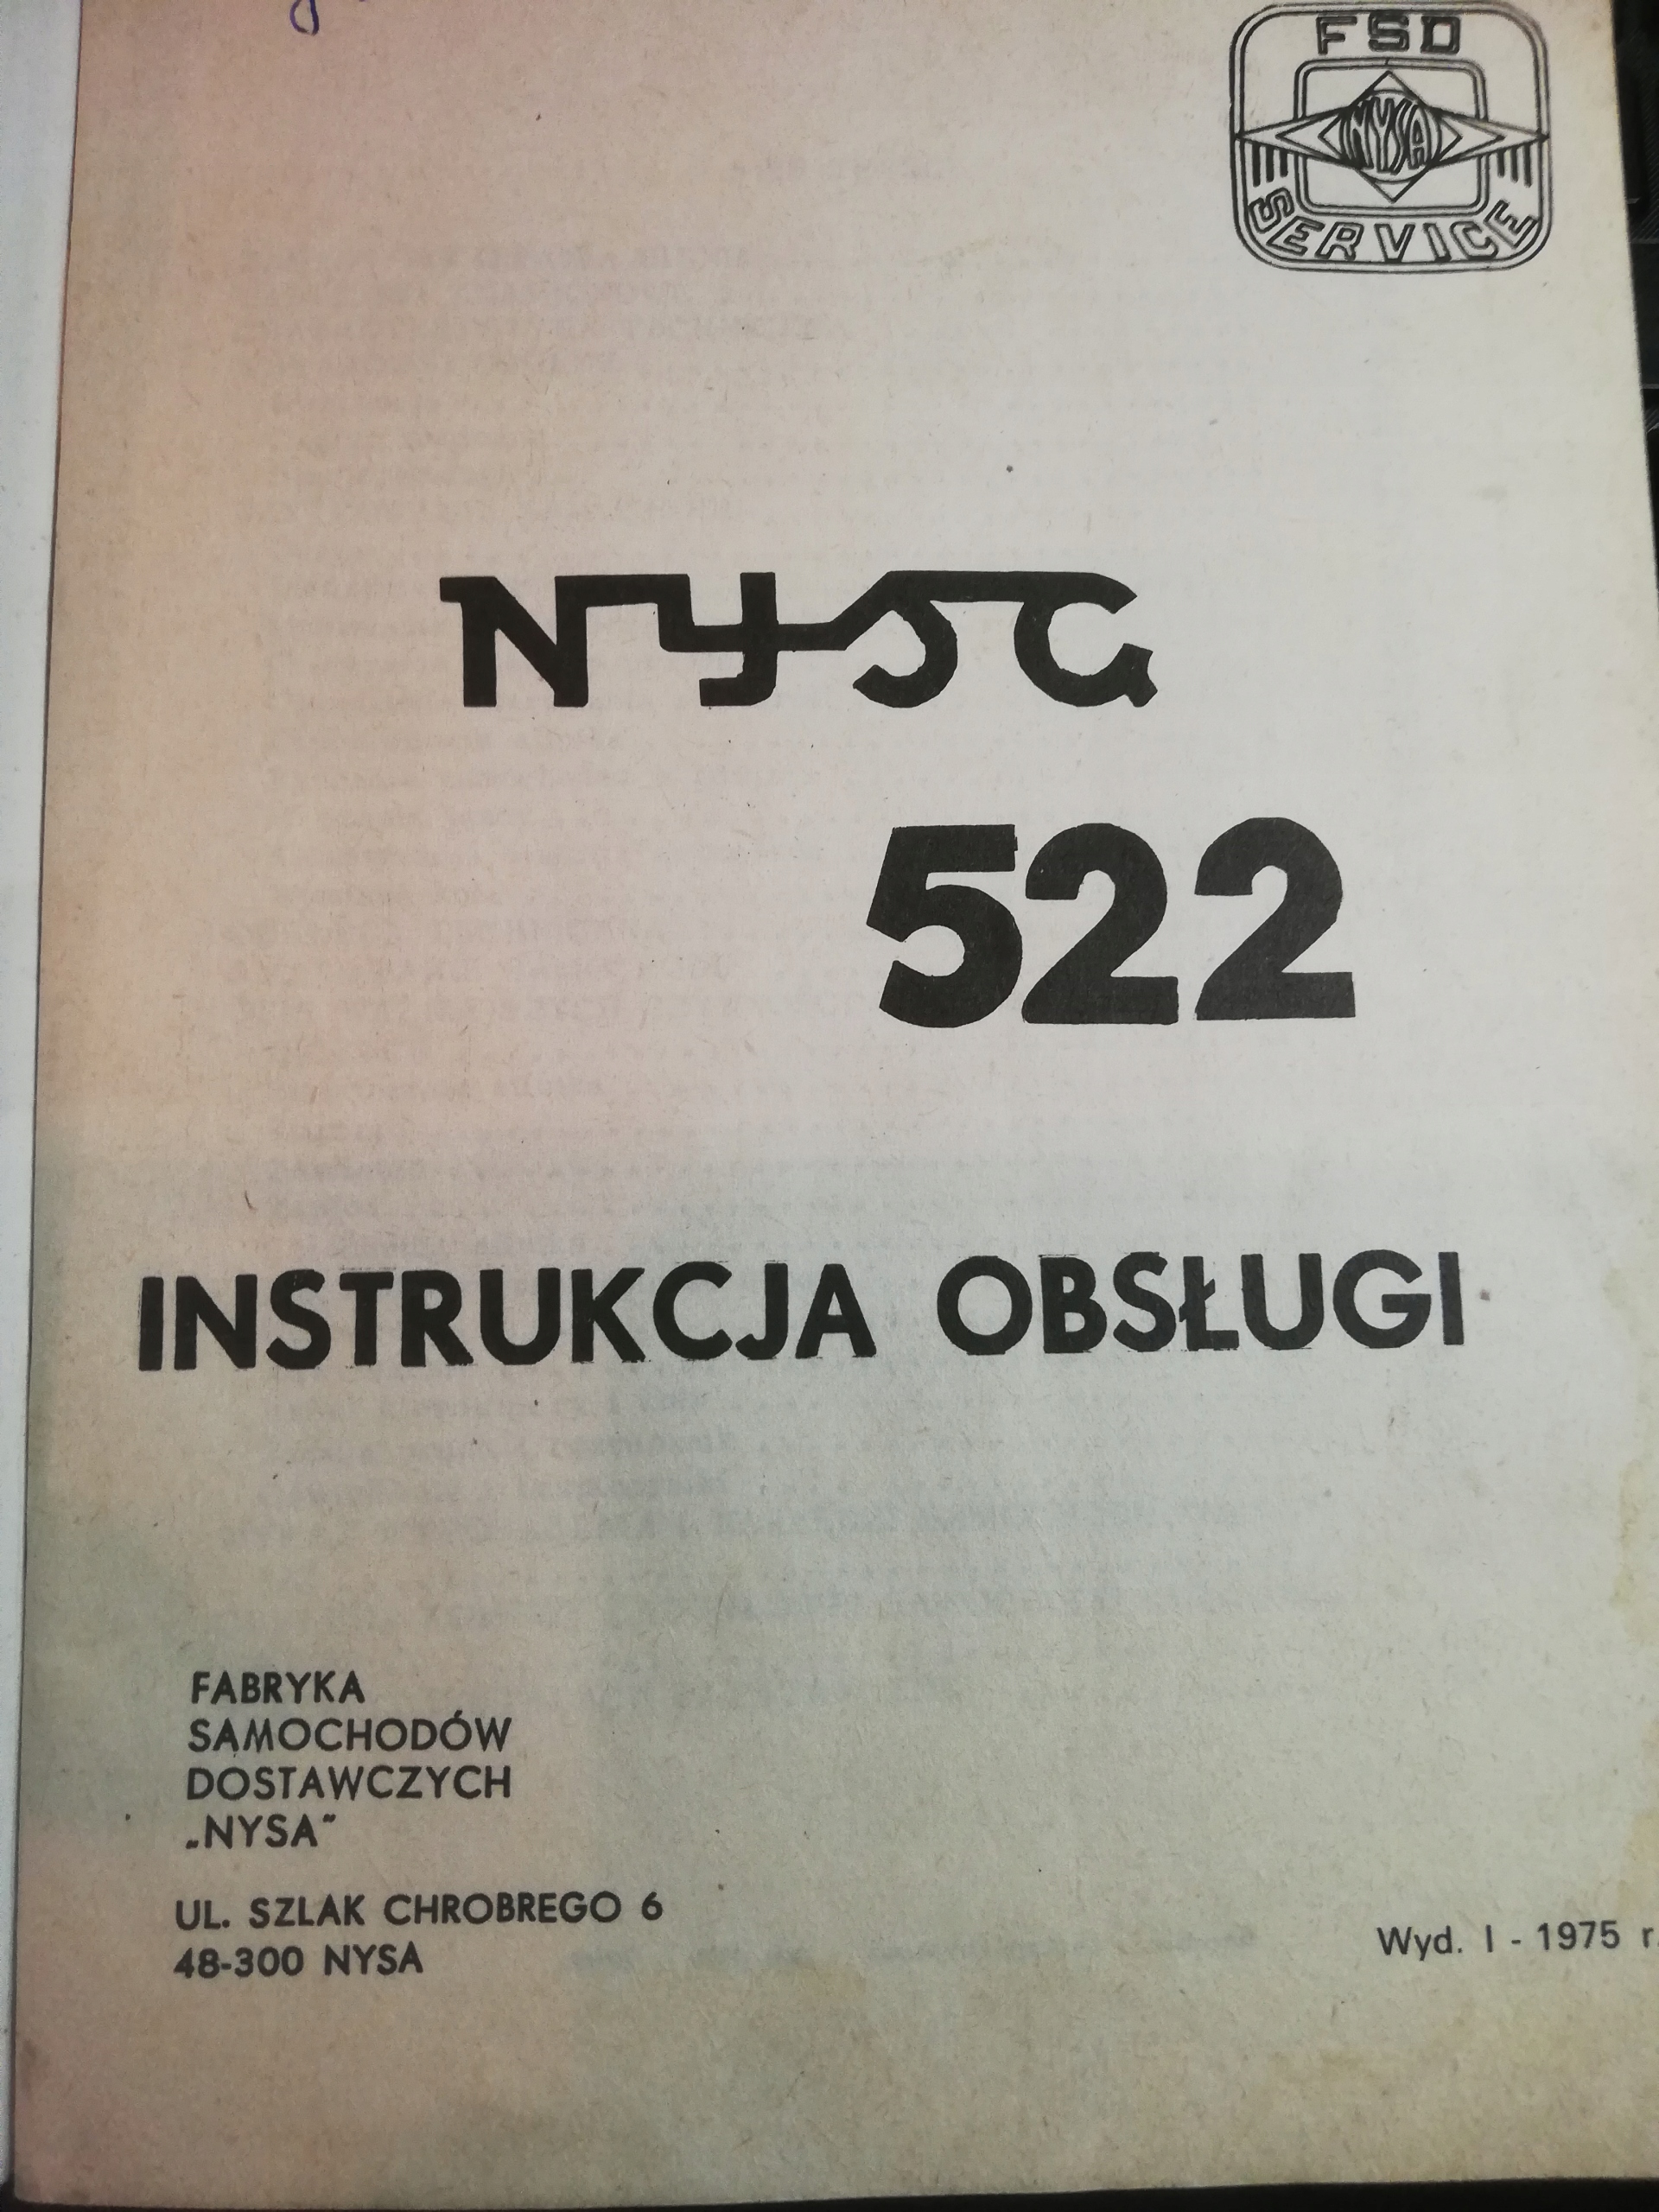 FSD
NYSA
SERVICE
Nysa
522
INSTRUKCJA OBSŁUGI
FABRYKA
SAMOCHODÓW
DOSTAWCZYCH
„NYSA”
UL. SZLAK CHROBREGO 6
48-300 NYSA
Wyd. I - 1975 r.